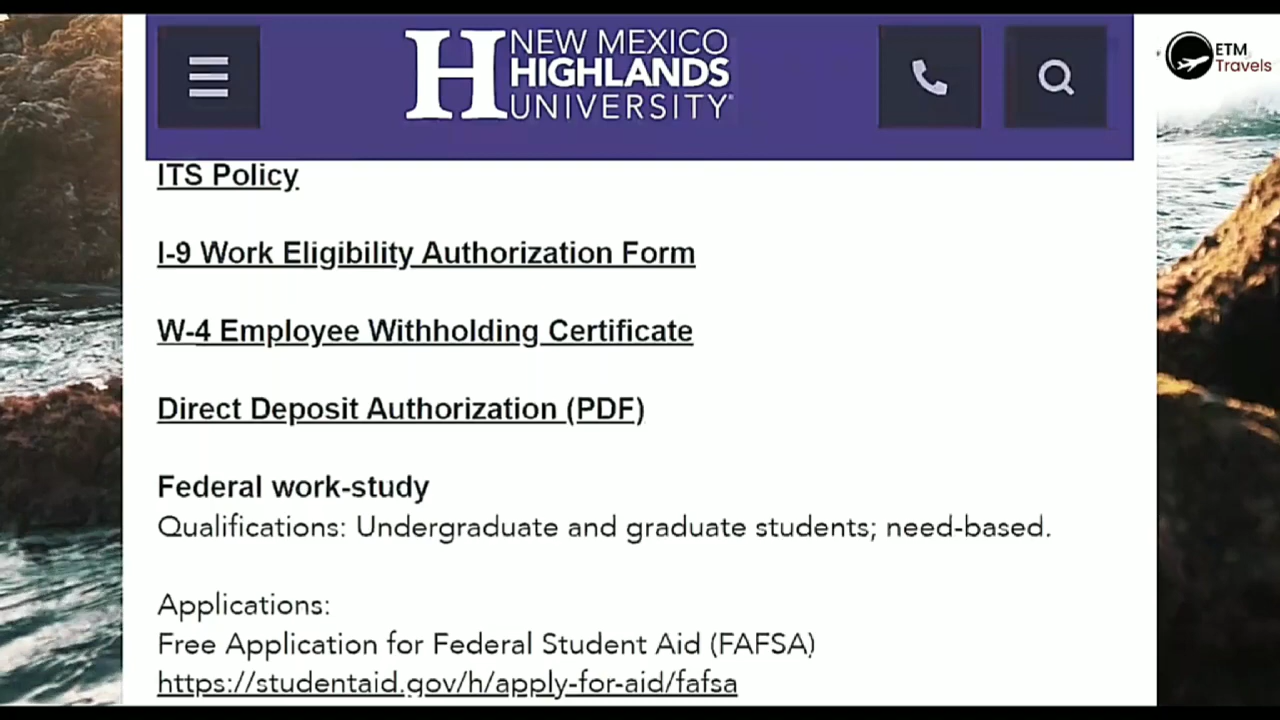 NEW MEXICO
HIGHLANDS
UNIVERSITY
ETM
Travels
ITS Policy
I-9 Work Eligibility Authorization Form
W-4 Employee Withholding Certificate
Direct Deposit Authorization (PDF)
Federal work-study
Qualifications: Undergraduate and graduate students; need-based.
Applications:
Free Application for Federal Student Aid (FAFSA)
https://studentaid.gov/h/apply-for-aid/fafsa